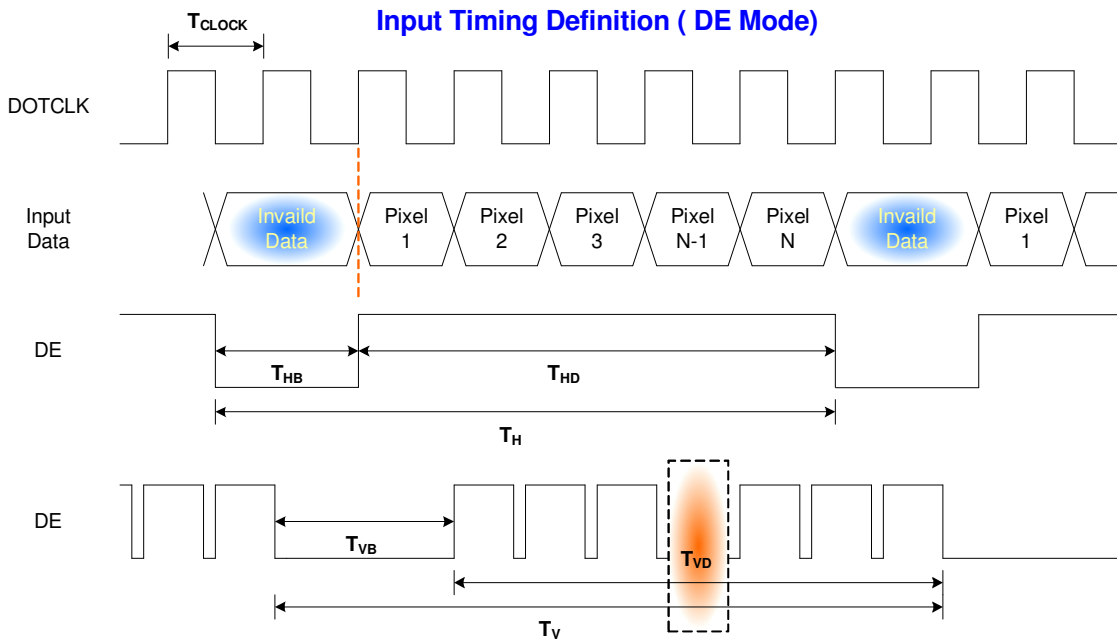 Input Timing Definition ( DE Mode)
TCLOCK
DOTCLK
Input
Data
Invaild
Data
Pixel
1
Pixel
2
Pixel
3
Pixel
N-1
Pixel
N
Invaild
Data
Pixel
1
DE
THB
THD
TH
DE
TVB
TVD
TV